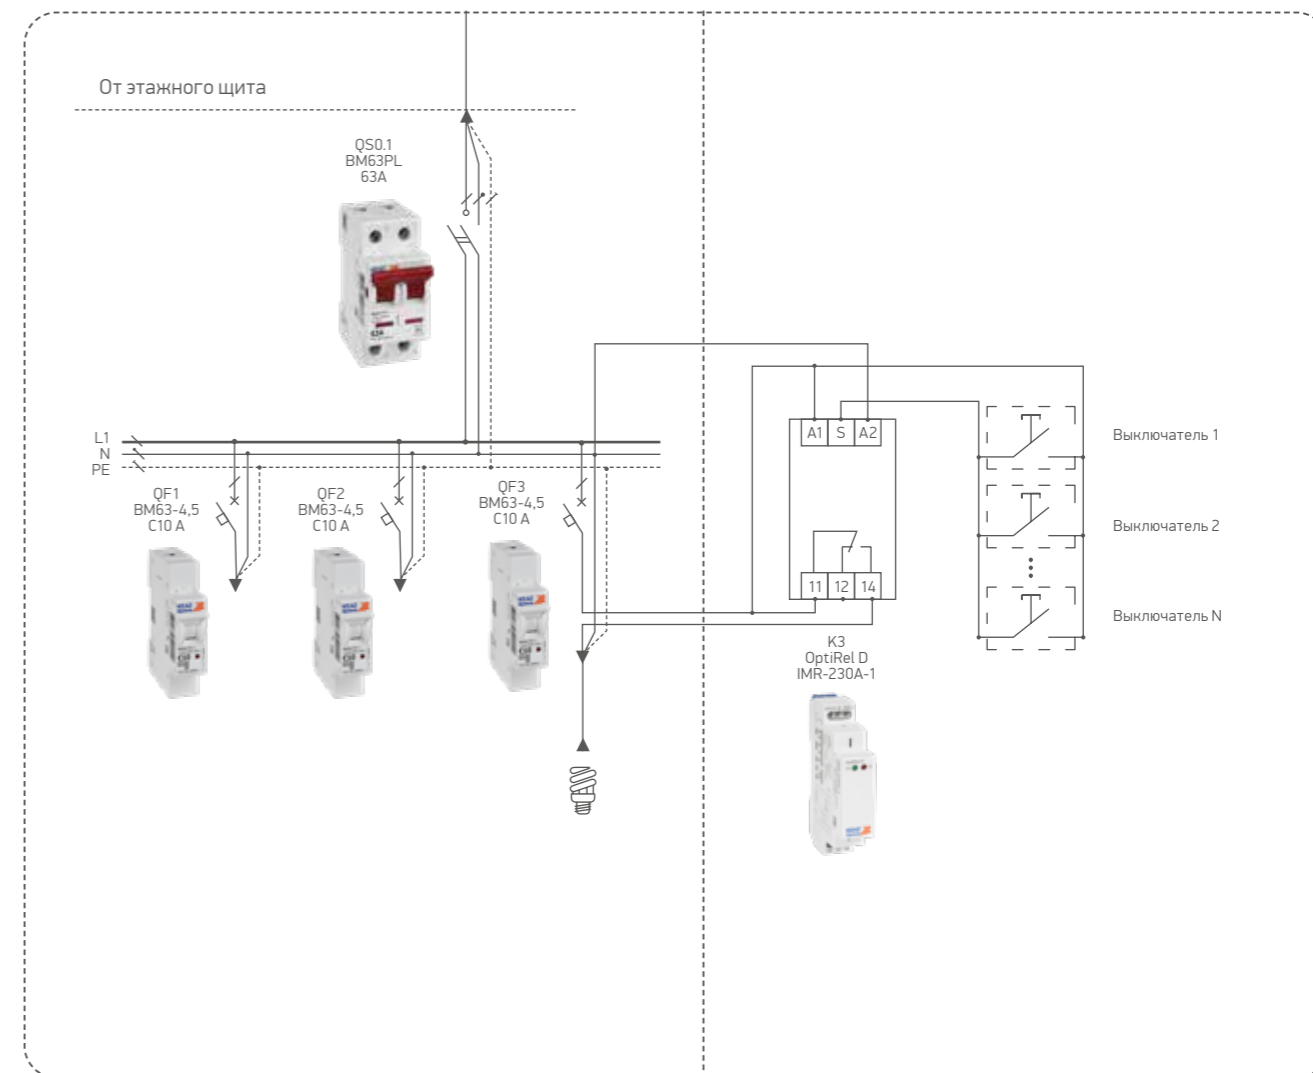 От этажного щита
QS0.1
BM63PL
63A
L1
N
PE
QF1
BM63-4,5
C10 A
QF2
BM63-4,5
C10 A
QF3
BM63-4,5
C10 A
A1 S A2
11 12 14
K3
OptiRel D
IMR-230A-1
Выключатель 1
Выключатель 2
Выключатель N
63A